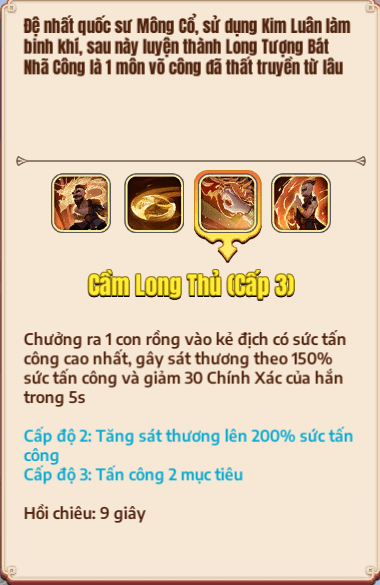 Đệ nhất quốc sư Mông Cổ, sử dụng Kim Luân làm
binh khí, sau này luyện thành Long Tượng Bát
Nhã Công là 1 môn võ công đã thất truyền từ lâu
Cầm Long Thủ (Cấp 3)
Chưởng ra 1 con rồng vào kẻ địch có sức tấn
công cao nhất, gây sát thương theo 150%
sức tấn công và giảm 30 Chính Xác của hắn
trong 5s
Cấp độ 2: Tăng sát thương lên 200% sức tấn
công
Cấp độ 3: Tấn công 2 mục tiêu
Hồi chiêu: 9 giây